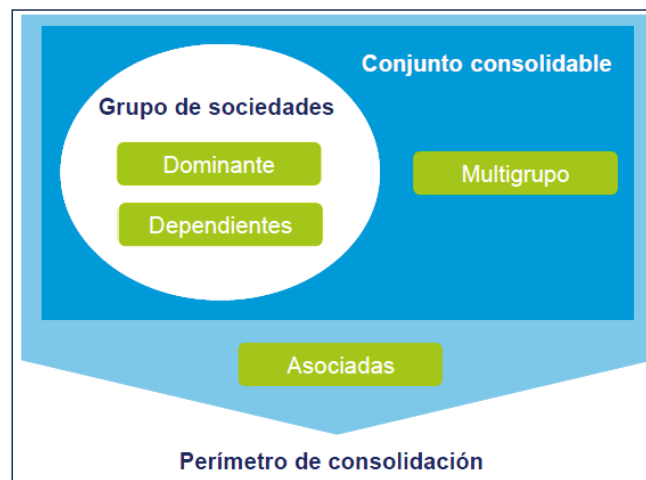 Conjunto consolidable
Grupo de sociedades
Dominante
Multigrupo
Dependientes
Asociadas
Perímetro de consolidación